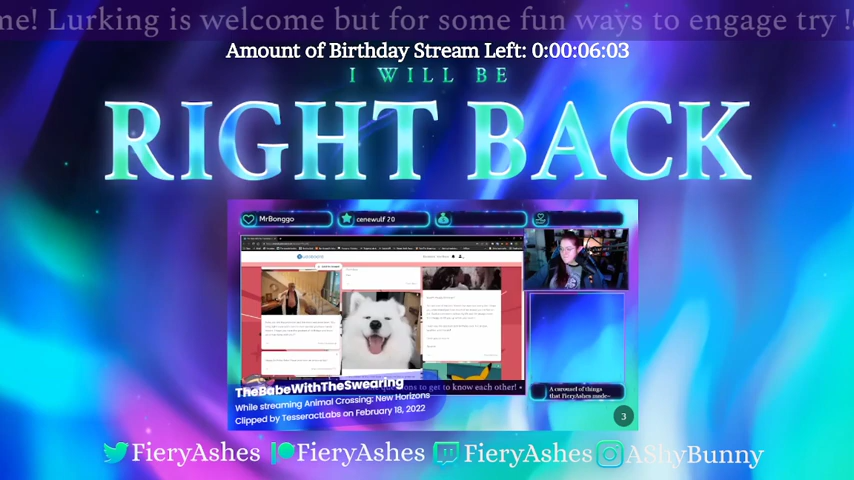 me! Lurking is welcome but for some fun ways to engage try !
Amount of Birthday Stream Left: 0:00:06:03
I WILL BE
RIGHT BACK
MrBonggo
cenewulf 20
questions to get to know each other!
A carousel of things
that FieryAshes made~
TheBabeWithTheSwearing
While streaming Animal Crossing: New Horizons
Clipped by TesseractLabs on February 18, 2022
3
FieryAshes
FieryAshes
FieryAshes
AShyBunny